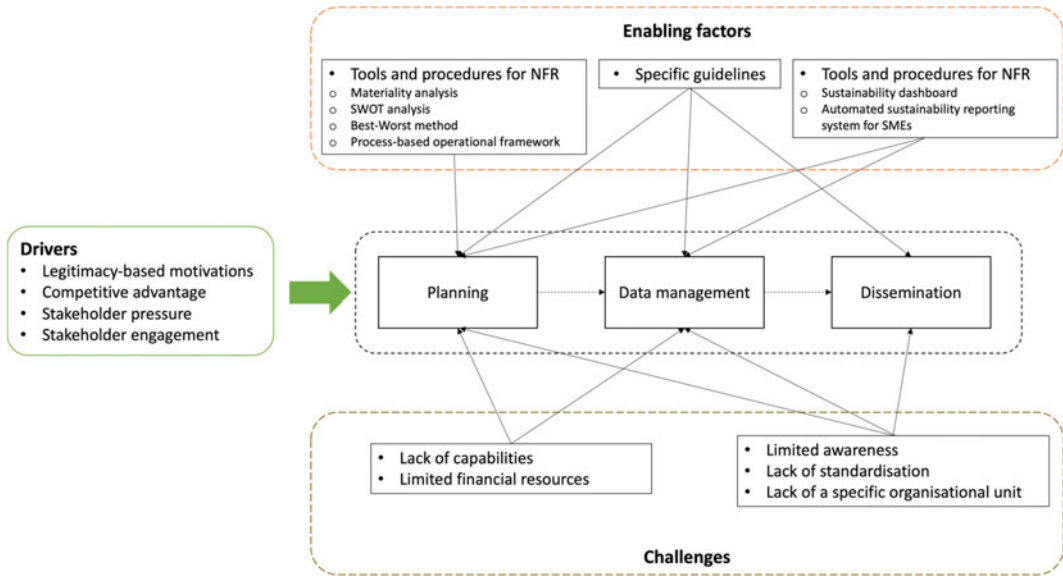 Enabling factors
• Tools and procedures for NFR
o Materiality analysis
o SWOT analysis
o Best-Worst method
o Process-based operational framework
• Specific guidelines
• Tools and procedures for NFR
o Sustainability dashboard
o Automated sustainability reporting
system for SMEs
Drivers
• Legitimacy-based motivations
• Competitive advantage
• Stakeholder pressure
• Stakeholder engagement
Planning
Data management
Dissemination
• Lack of capabilities
• Limited financial resources
• Limited awareness
• Lack of standardisation
• Lack of a specific organisational unit
Challenges